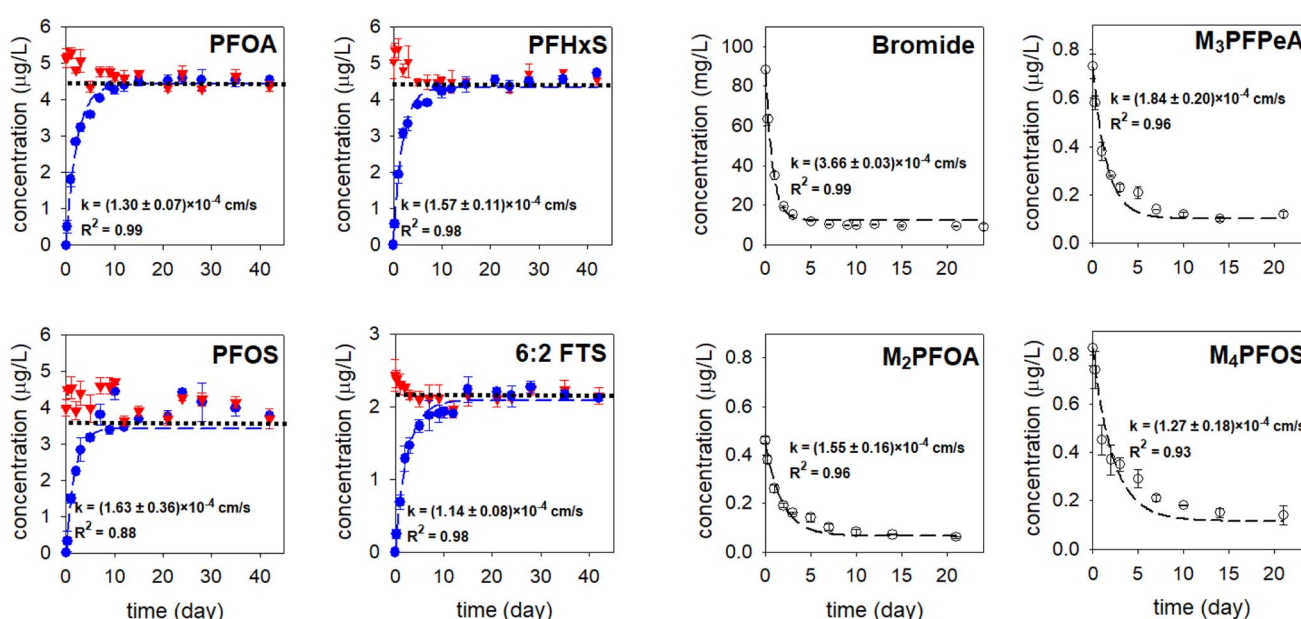 PFOA
concentration (µg/L)
6
5
4
3
2
1
0
k = (1.30 ± 0.07)×10⁻⁴ cm/s
R² = 0.99
0 10 20 30 40
PFHxS
6
5
4
3
2
1
0
k = (1.57 ± 0.11)×10⁻⁴ cm/s
R² = 0.98
0 10 20 30 40
Bromide
concentration (mg/L)
100
80
60
40
20
0
k = (3.66 ± 0.03)×10⁻⁴ cm/s
R² = 0.99
0 5 10 15 20
M₃PFPeA
concentration (µg/L)
0.8
0.6
0.4
0.2
0.0
k = (1.84 ± 0.20)×10⁻⁴ cm/s
R² = 0.96
0 5 10 15 20
PFOS
concentration (µg/L)
6
5
4
3
2
1
0
k = (1.63 ± 0.36)×10⁻⁴ cm/s
R² = 0.88
0 10 20 30 40
time (day)
6:2 FTS
3
2
1
0
k = (1.14 ± 0.08)×10⁻⁴ cm/s
R² = 0.98
0 10 20 30 40
time (day)
M₂PFOA
concentration (µg/L)
0.8
0.6
0.4
0.2
0.0
k = (1.55 ± 0.16)×10⁻⁴ cm/s
R² = 0.96
0 5 10 15 20
time (day)
M₄PFOS
concentration (µg/L)
0.8
0.6
0.4
0.2
0.0
k = (1.27 ± 0.18)×10⁻⁴ cm/s
R² = 0.93
0 5 10 15 20
time (day)